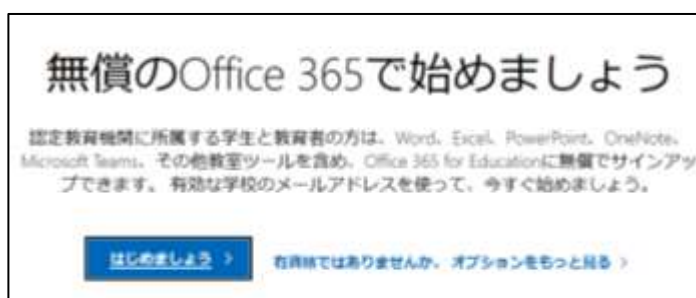 無償のOffice 365で始めましょう
認定教育機関に所属する学生と教育者の方は、Word、Excel、PowerPoint、OneNote、
Microsoft Teams、その他教室ツールを含め、Office 365 for Educationに無償でサインアッ
プできます。有効な学校のメールアドレスを使って、今すぐ始めましょう。
はじめましょう > 有資格ではありませんか。オプションをもっと見る >